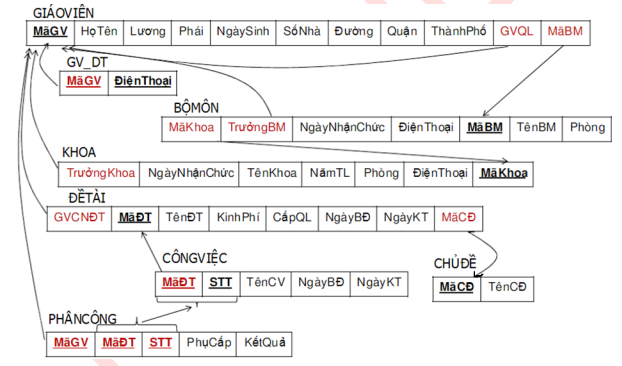 GIÁOVIÊN
MãGV HọTên Lương Phái NgàySinh SốNhà Đường Quận ThànhPhố GVQL MãBM
GV_DT
MãGV ĐiệnThoại
BỘMÔN
MãKhoa TrưởngBM NgàyNhậnChức ĐiệnThoại MãBM TênBM Phòng
KHOA
TrưởngKhoa NgàyNhậnChức TênKhoa NămTL Phòng ĐiệnThoại MãKhoa
ĐỀTÀI
GVCNĐT MãĐT TênĐT KinhPhí CấpQL NgàyBĐ NgàyKT MãCĐ
CÔNGVIỆC
MãĐT STT TênCV NgàyBĐ NgàyKT
CHỦĐỀ
MãCĐ TênCĐ
PHÂNCÔNG
MãGV MãĐT STT PhụCấp KếtQuả